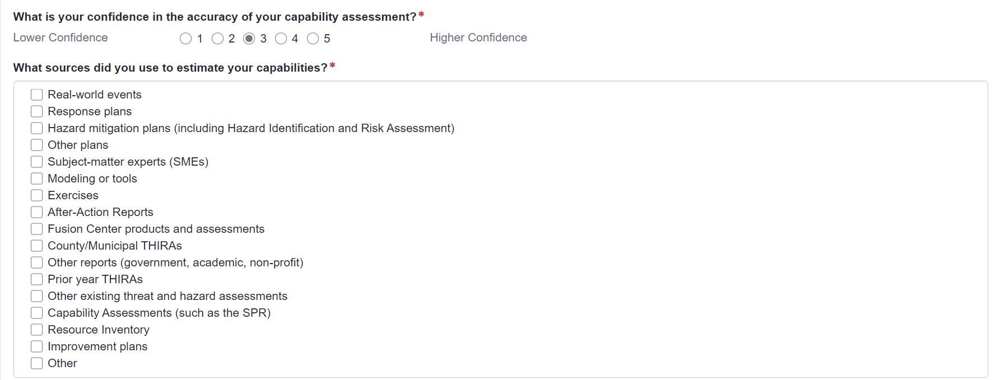 What is your confidence in the accuracy of your capability assessment?*
Lower Confidence 1 2 3 4 5 Higher Confidence
What sources did you use to estimate your capabilities?*
Real-world events
Response plans
Hazard mitigation plans (including Hazard Identification and Risk Assessment)
Other plans
Subject-matter experts (SMEs)
Modeling or tools
Exercises
After-Action Reports
Fusion Center products and assessments
County/Municipal THIRAs
Other reports (government, academic, non-profit)
Prior year THIRAs
Other existing threat and hazard assessments
Capability Assessments (such as the SPR)
Resource Inventory
Improvement plans
Other